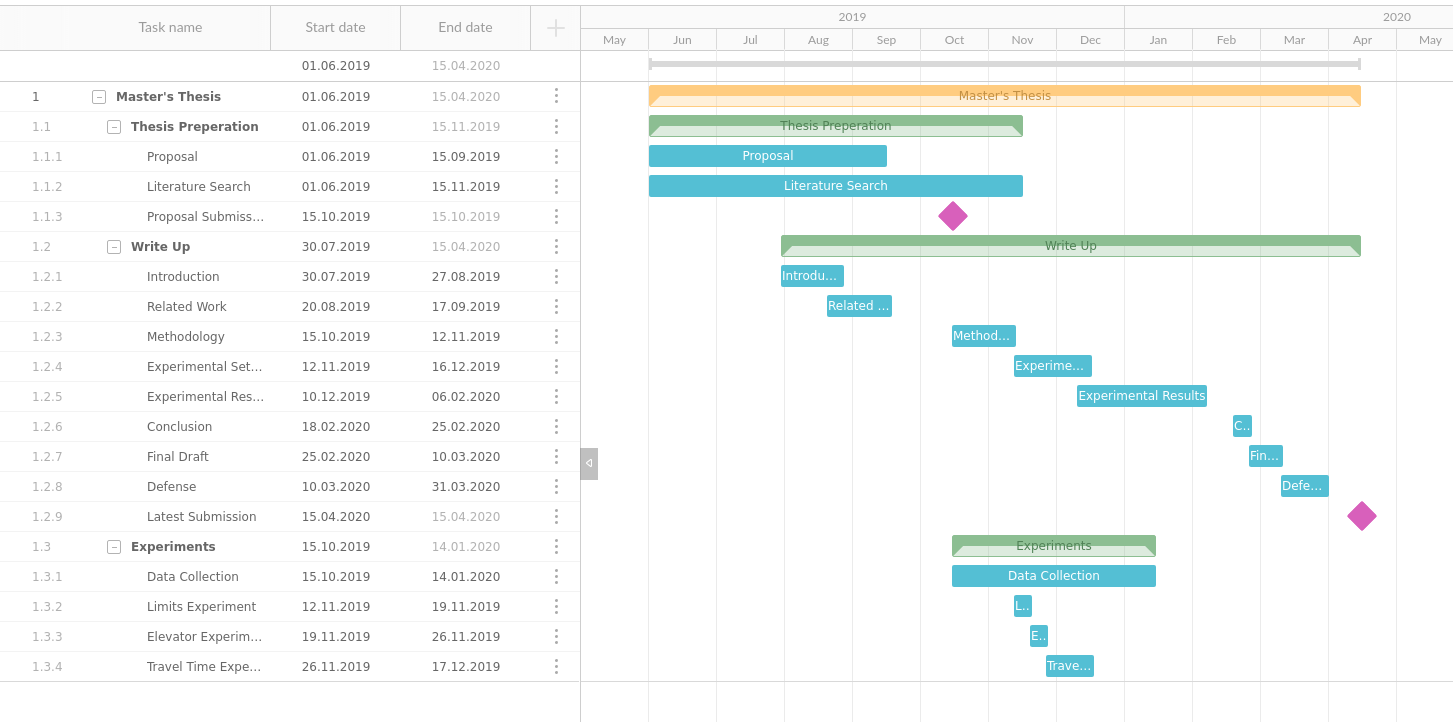 Task name Start date End date 2019 2020
May Jun Jul Aug Sep Oct Nov Dec Jan Feb Mar Apr May
01.06.2019 15.04.2020
1 Master's Thesis 01.06.2019 15.04.2020 Master's Thesis
1.1 Thesis Preperation 01.06.2019 15.11.2019 Thesis Preperation
1.1.1 Proposal 01.06.2019 15.09.2019 Proposal
1.1.2 Literature Search 01.06.2019 15.11.2019 Literature Search
1.1.3 Proposal Submiss... 15.10.2019 15.10.2019
1.2 Write Up 30.07.2019 15.04.2020 Write Up
1.2.1 Introduction 30.07.2019 27.08.2019 Introdu...
1.2.2 Related Work 20.08.2019 17.09.2019 Related ...
1.2.3 Methodology 15.10.2019 12.11.2019 Method...
1.2.4 Experimental Set... 12.11.2019 16.12.2019 Experime...
1.2.5 Experimental Res... 10.12.2019 06.02.2020 Experimental Results
1.2.6 Conclusion 18.02.2020 25.02.2020 C..
1.2.7 Final Draft 25.02.2020 10.03.2020 Fin...
1.2.8 Defense 10.03.2020 31.03.2020 Defe...
1.2.9 Latest Submission 15.04.2020 15.04.2020
1.3 Experiments 15.10.2019 14.01.2020 Experiments
1.3.1 Data Collection 15.10.2019 14.01.2020 Data Collection
1.3.2 Limits Experiment 12.11.2019 19.11.2019 L..
1.3.3 Elevator Experim... 19.11.2019 26.11.2019 E..
1.3.4 Travel Time Expe... 26.11.2019 17.12.2019 Trave...